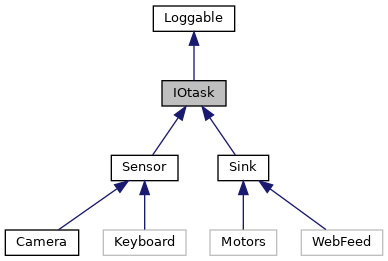 Loggable
IOtask
Sensor
Sink
Camera
Keyboard
Motors
WebFeed